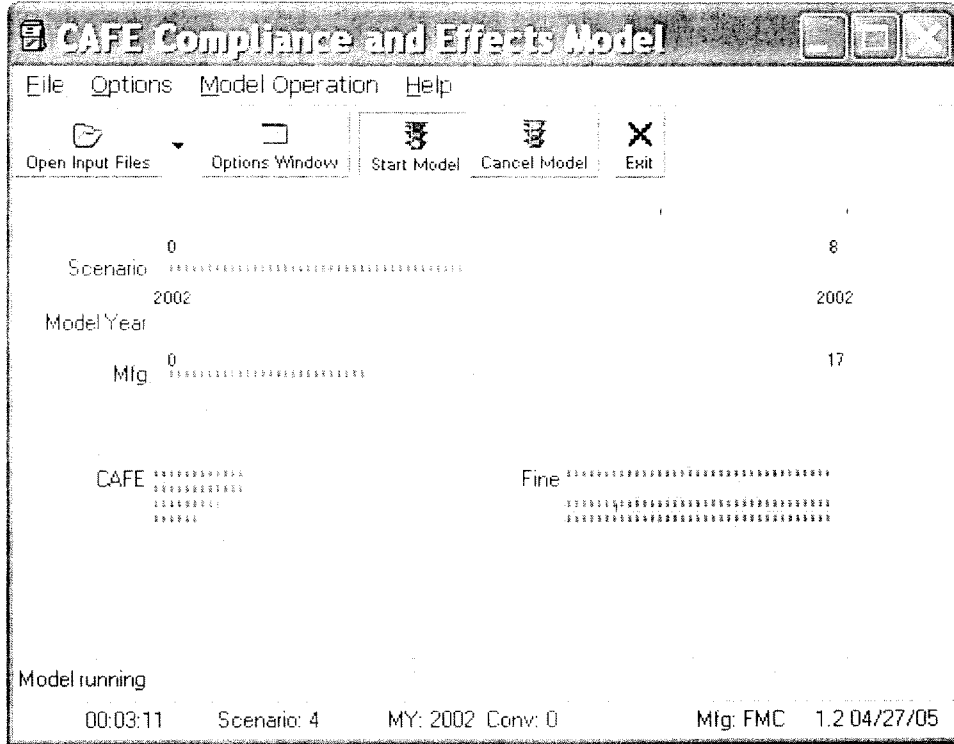 CAFE Compliance and Effects Model
File Options Model Operation Help
Open Input Files Options Window Start Model Cancel Model Exit
0 8
Scenario
2002 2002
Model Year
0 17
Mfg
CAFE Fine
Model running
00:03:11 Scenario: 4 MY: 2002 Conv: 0 Mfg: FMC 1.2 04/27/05